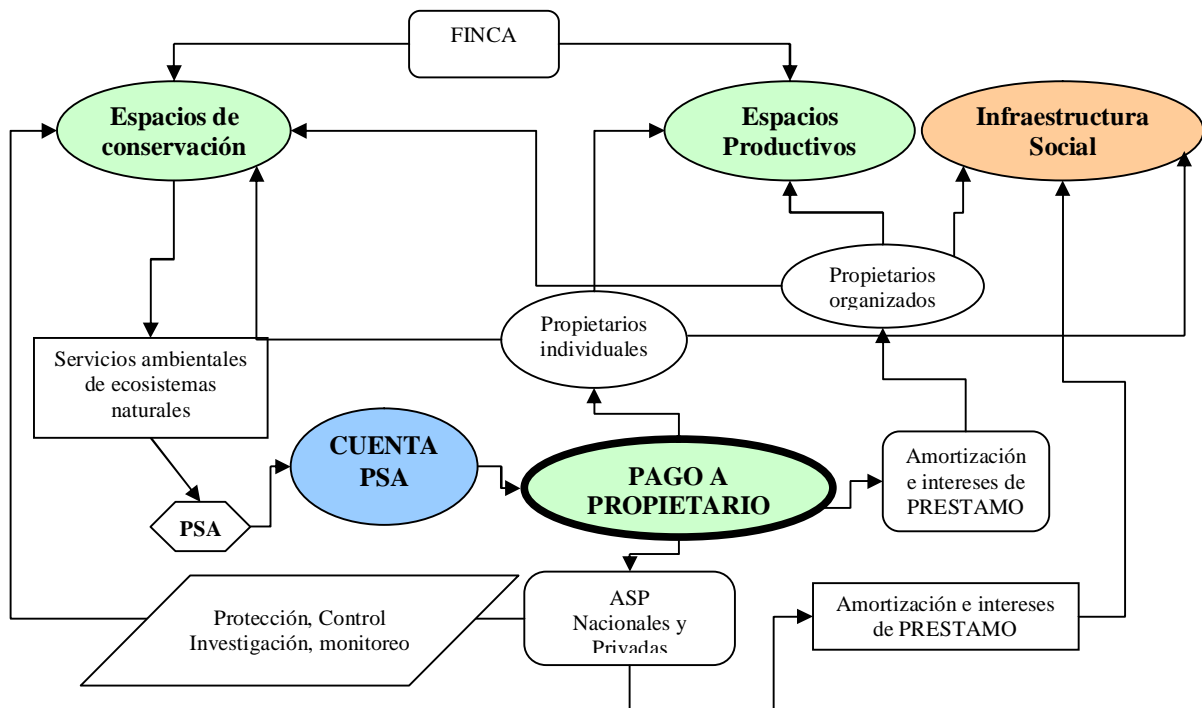 FINCA
Espacios de
conservación
Espacios
Productivos
Infraestructura
Social
Propietarios
organizados
Propietarios
individuales
Servicios ambientales
de ecosistemas
naturales
CUENTA
PSA
PAGO A
PROPIETARIO
Amortización
e intereses de
PRESTAMO
PSA
Protección, Control
Investigación, monitoreo
ASP
Nacionales y
Privadas
Amortización e intereses
de PRESTAMO